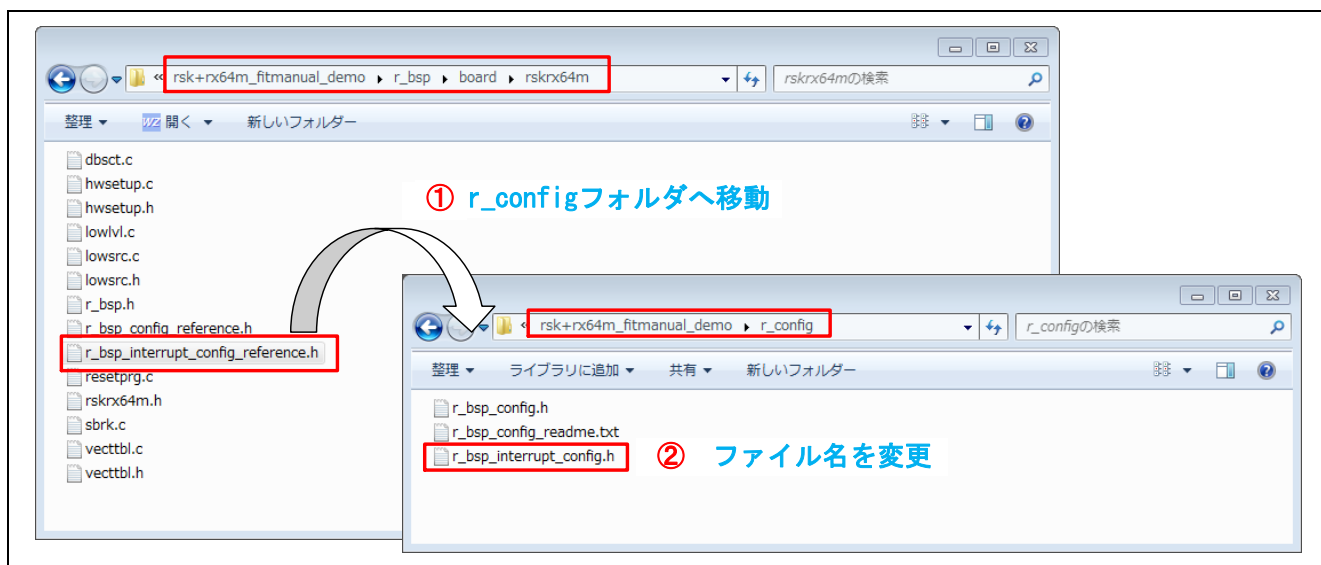 « rsk+rx64m_fitmanual_demo ▸ r_bsp ▸ board ▸ rskrx64m
rskrx64mの検索
整理 ▼ WZ 開く ▼ 新しいフォルダー
dbsct.c
hwsetup.c
hwsetup.h
lowlvl.c
lowsrc.c
lowsrc.h
r_bsp.h
r_bsp_config_reference.h
r_bsp_interrupt_config_reference.h
resetprg.c
rskrx64m.h
sbrk.c
vecttbl.c
vecttbl.h
① r_configフォルダへ移動
« rsk+rx64m_fitmanual_demo ▸ r_config
r_configの検索
整理 ▼ ライブラリに追加 ▼ 共有 ▼ 新しいフォルダー
r_bsp_config.h
r_bsp_config_readme.txt
r_bsp_interrupt_config.h
② ファイル名を変更